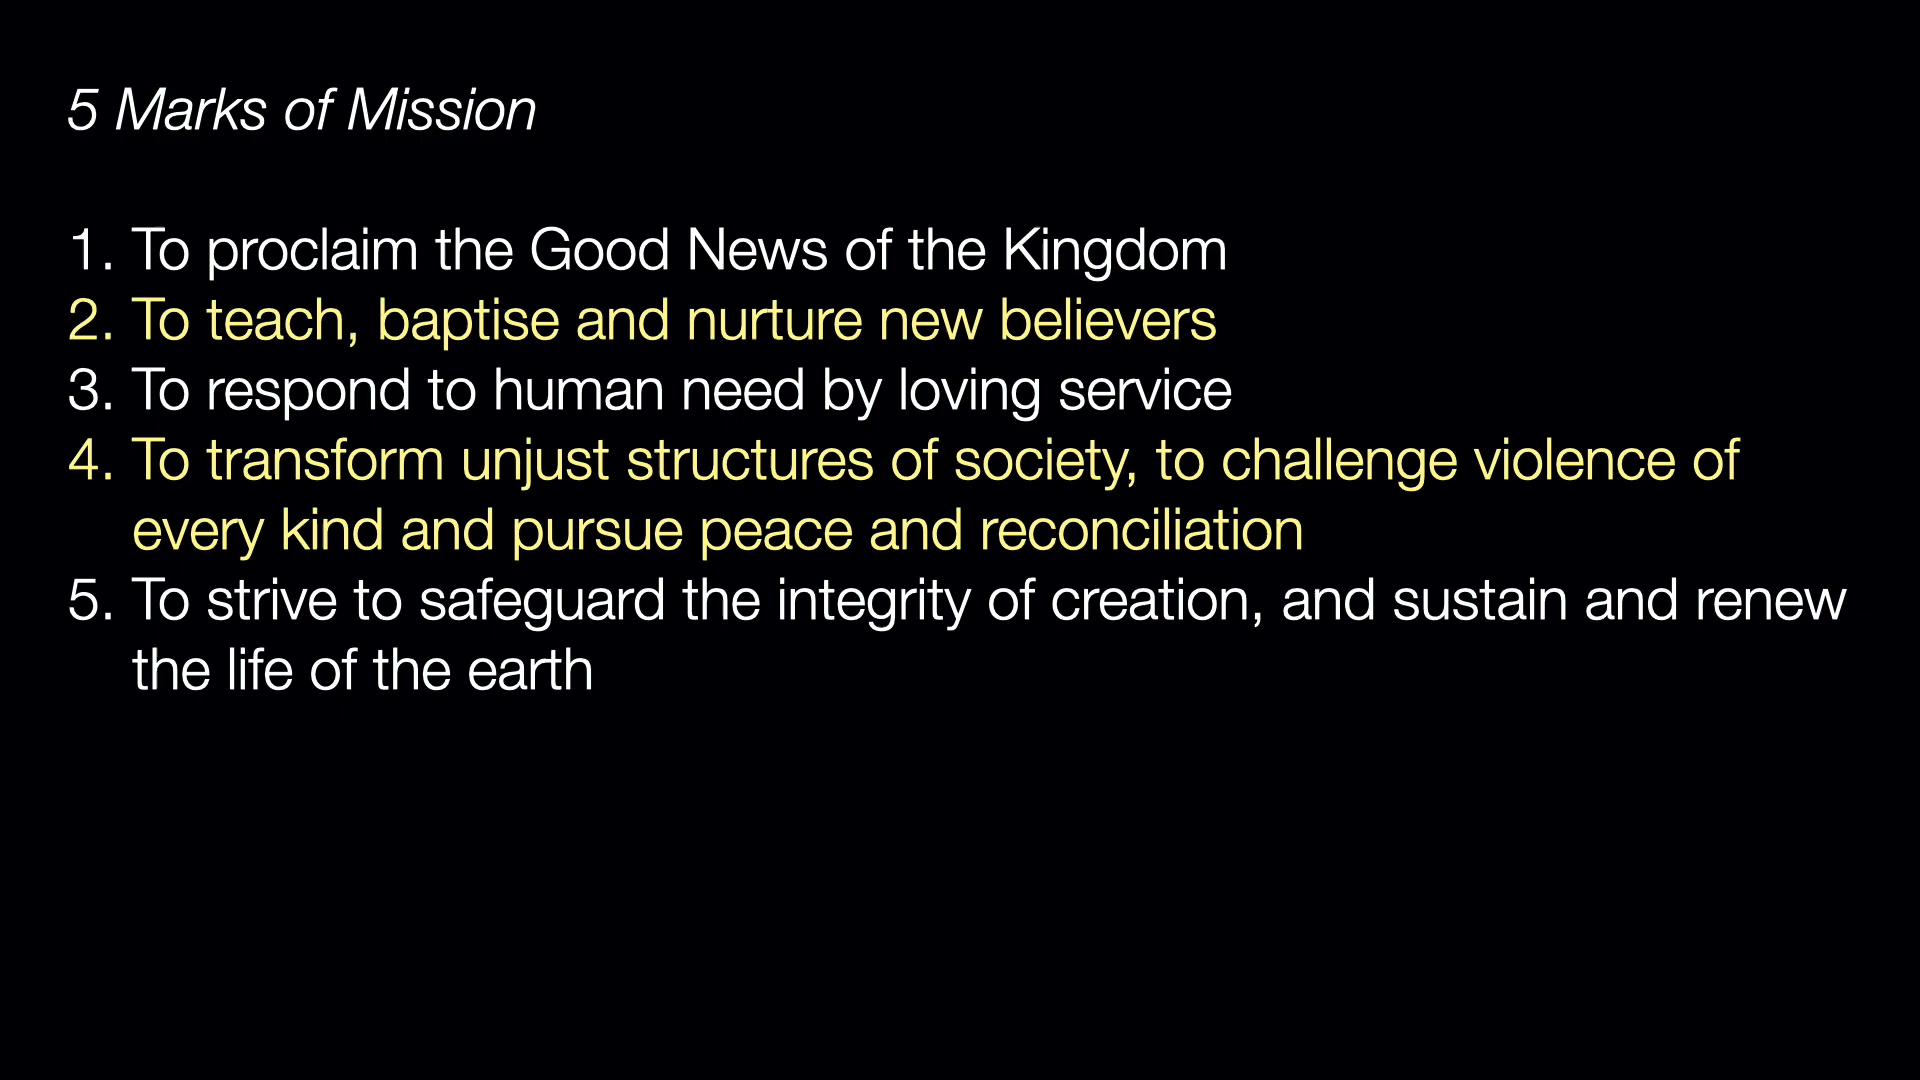 5 Marks of Mission
1. To proclaim the Good News of the Kingdom
2. To teach, baptise and nurture new believers
3. To respond to human need by loving service
4. To transform unjust structures of society, to challenge violence of
every kind and pursue peace and reconciliation
5. To strive to safeguard the integrity of creation, and sustain and renew
the life of the earth